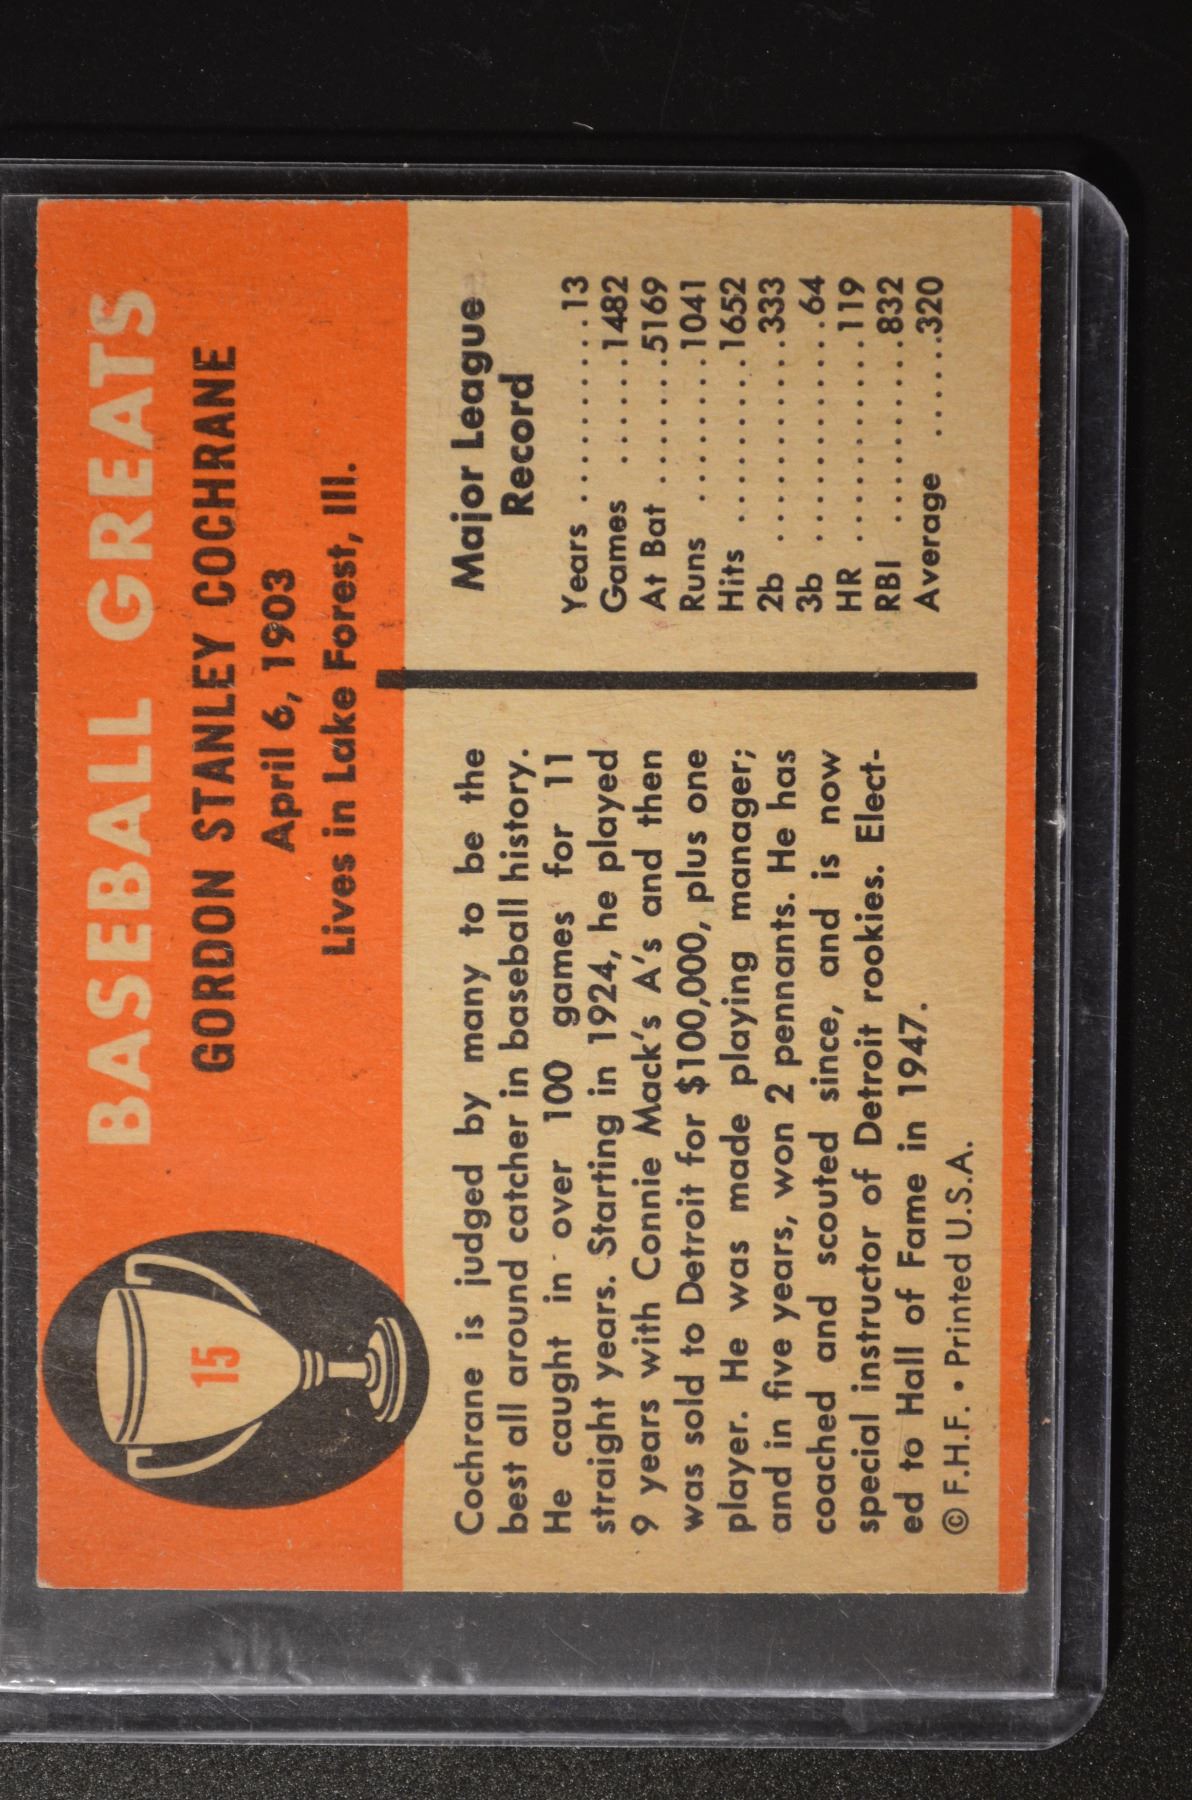 15
BASEBALL GREATS
GORDON STANLEY COCHRANE
April 6, 1903
Lives in Lake Forest, Ill.
Cochrane is judged by many to be the
best all around catcher in baseball history.
He caught in over 100 games for 11
straight years. Starting in 1924, he played
9 years with Connie Mack's A's and then
was sold to Detroit for $100,000, plus one
player. He was made playing manager;
and in five years, won 2 pennants. He has
coached and scouted since, and is now
special instructor of Detroit rookies. Elect-
ed to Hall of Fame in 1947.
© F.H.F. • Printed U.S.A.
Major League
Record
Years .........13
Games ......1482
At Bat .......5169
Runs ........1041
Hits .........1652
2b ..........333
3b ...........64
HR ..........119
RBI ..........832
Average ......320